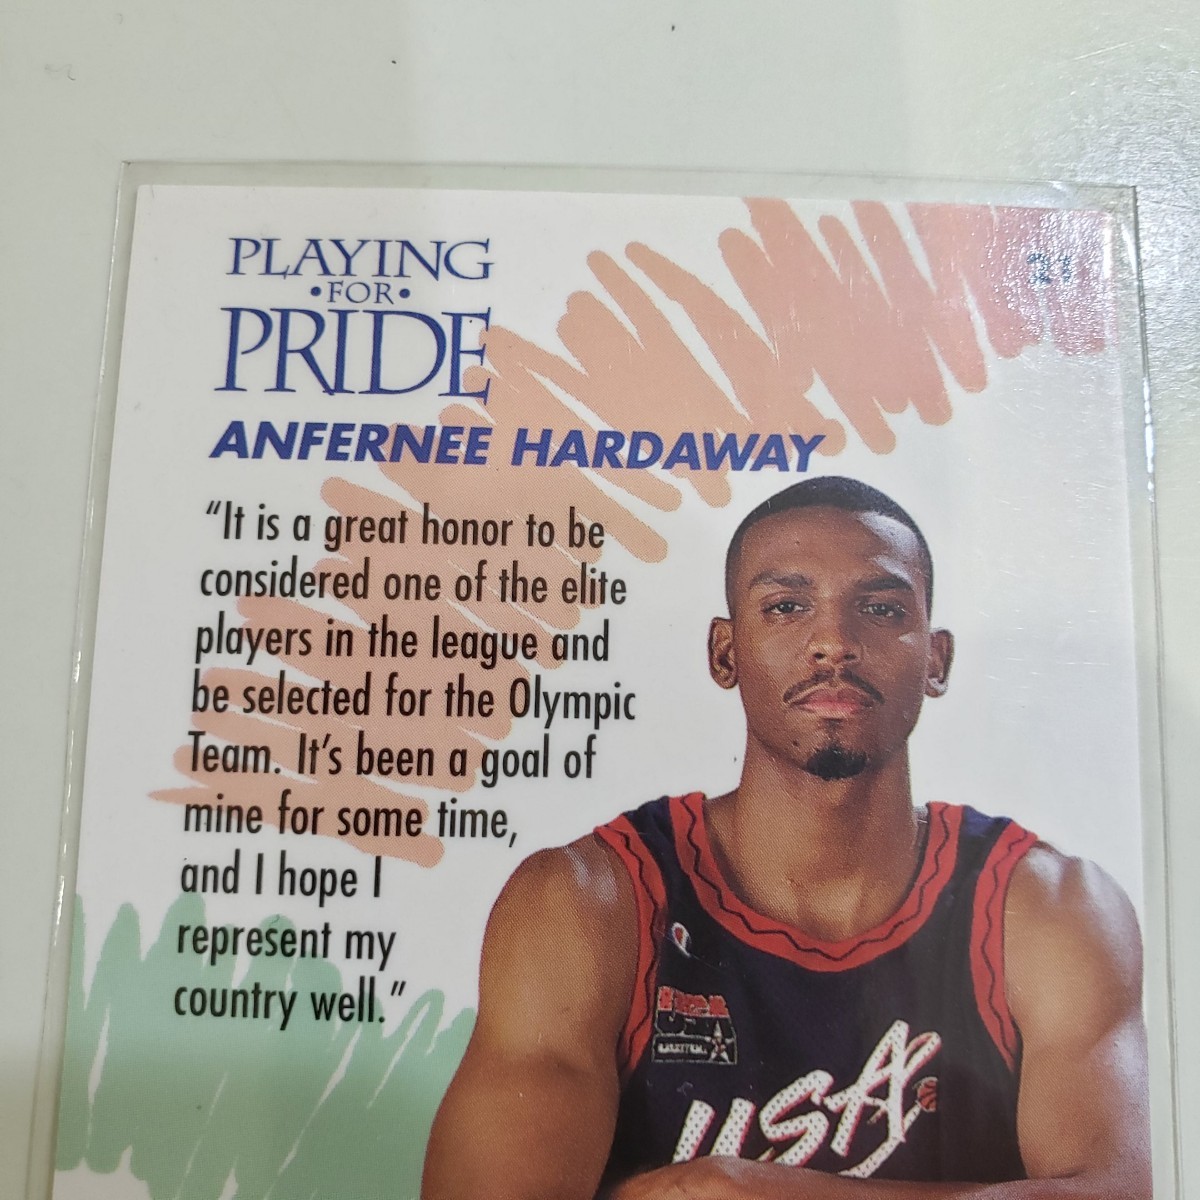 PLAYING
•FOR•
PRIDE
21
ANFERNEE HARDAWAY
“It is a great honor to be
considered one of the elite
players in the league and
be selected for the Olympic
Team. It’s been a goal of
mine for some time,
and I hope I
represent my
country well.”
USA
USA